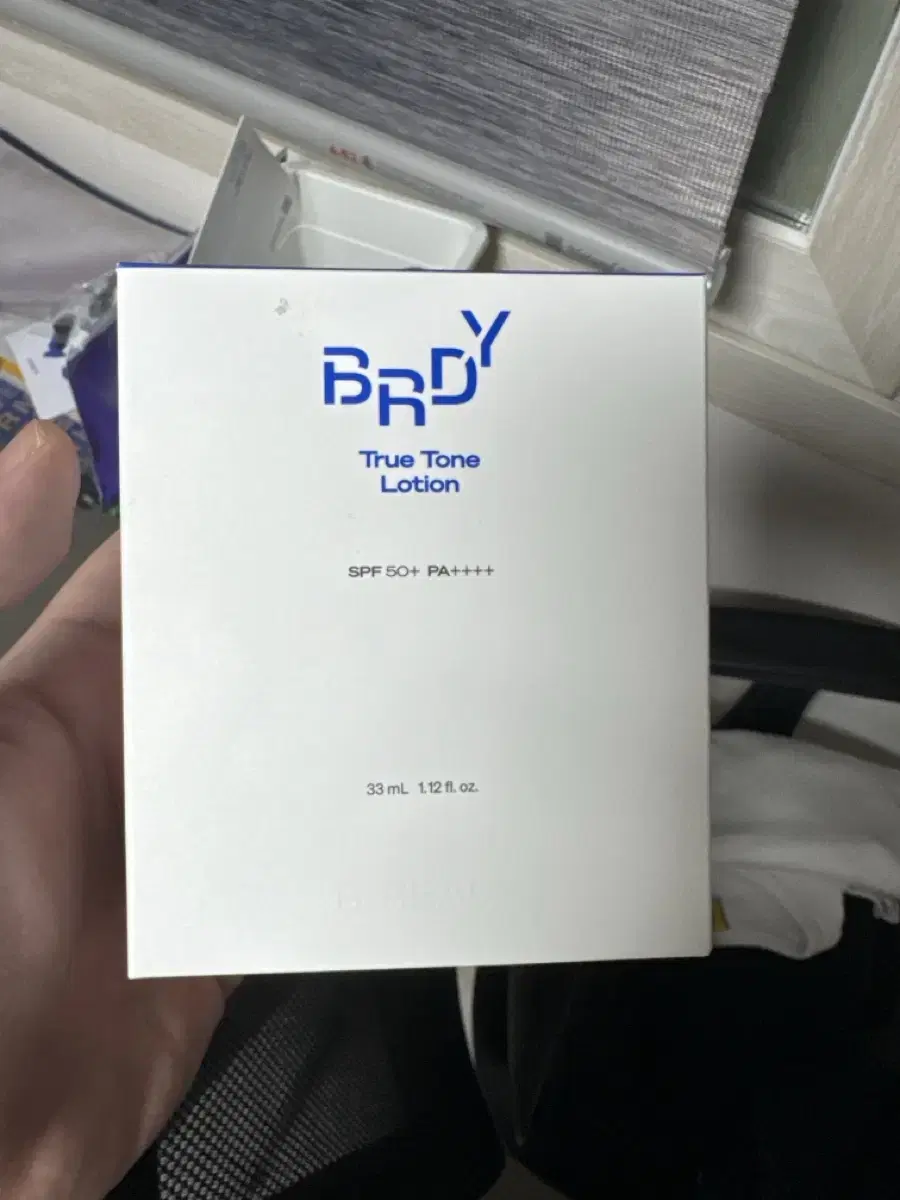 BRDY
True Tone
Lotion
SPF 50+ PA++++
33 mL 1.12 fl. oz.